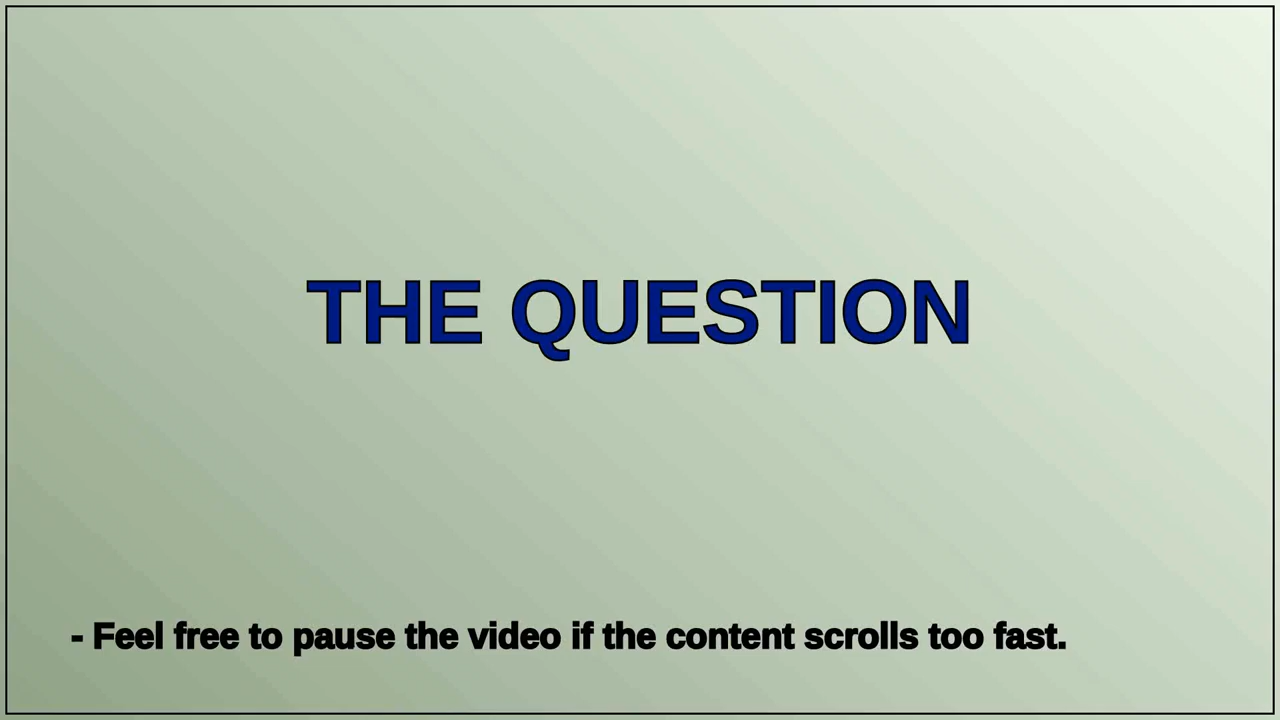 THE QUESTION
- Feel free to pause the video if the content scrolls too fast.